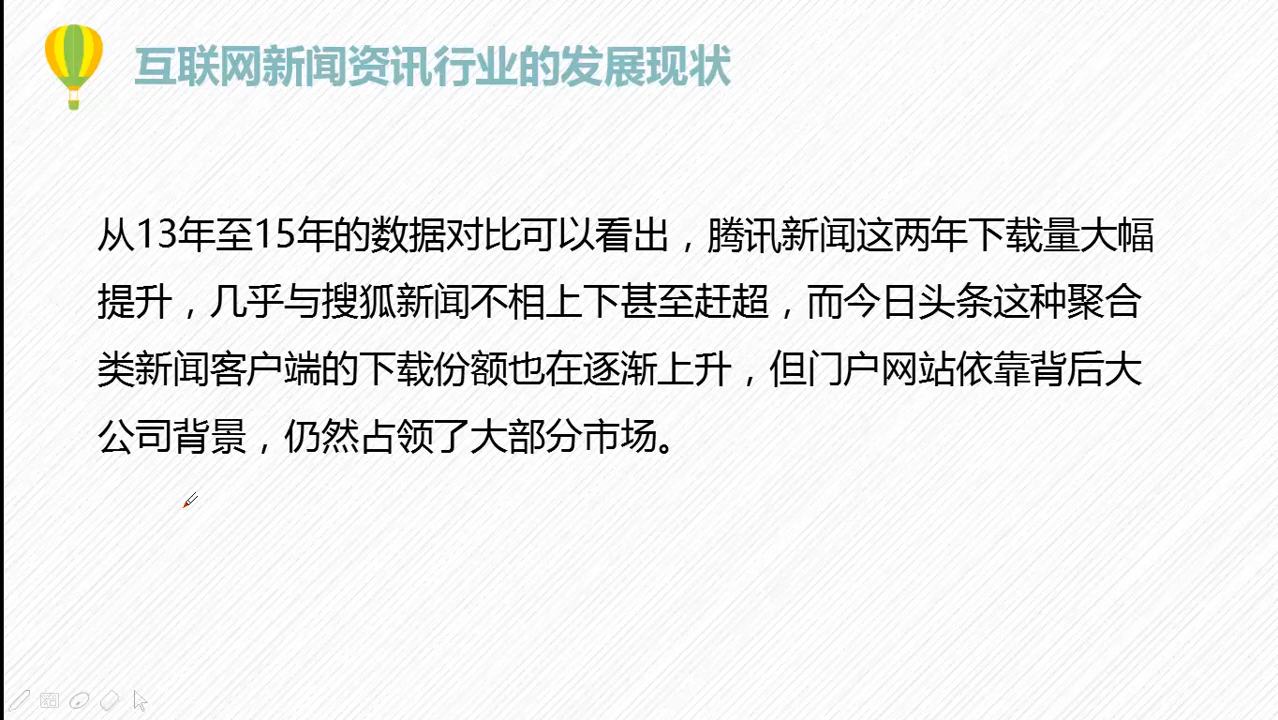 互联网新闻资讯行业的发展现状
从13年至15年的数据对比可以看出，腾讯新闻这两年下载量大幅
提升，几乎与搜狐新闻不相上下甚至赶超，而今日头条这种聚合
类新闻客户端的下载份额也在逐渐上升，但门户网站依靠背后大
公司背景，仍然占领了大部分市场。